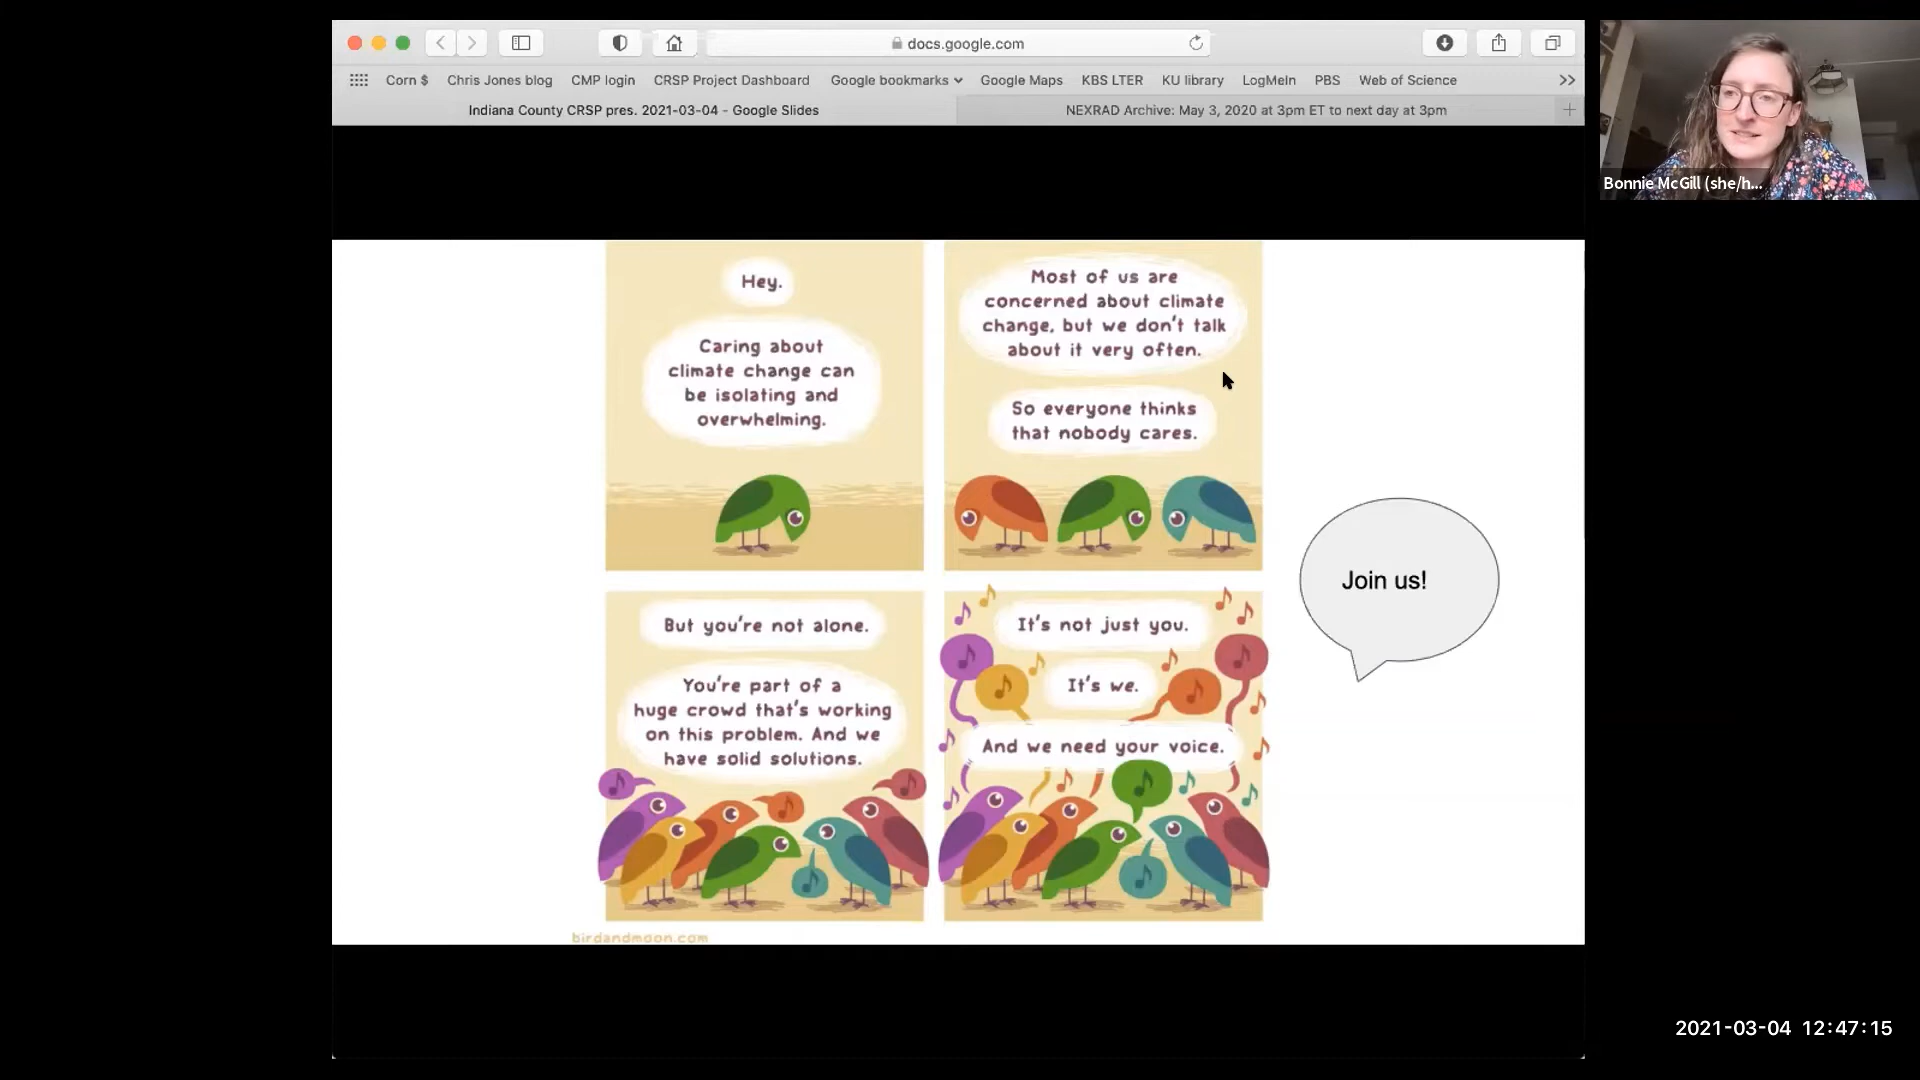 docs.google.com
Corn $ Chris Jones blog CMP login CRSP Project Dashboard Google bookmarks Google Maps KBS LTER KU library LogMeIn PBS Web of Science
Indiana County CRSP pres. 2021-03-04 - Google Slides
NEXRAD Archive: May 3, 2020 at 3pm ET to next day at 3pm
Bonnie McGill (she/h...
Hey.
Caring about
climate change can
be isolating and
overwhelming.
Most of us are
concerned about climate
change, but we don't talk
about it very often.
So everyone thinks
that nobody cares.
But you're not alone.
You're part of a
huge crowd that's working
on this problem. And we
have solid solutions.
It's not just you.
It's we.
And we need your voice.
Join us!
birdandmoon.com
2021-03-04 12:47:15